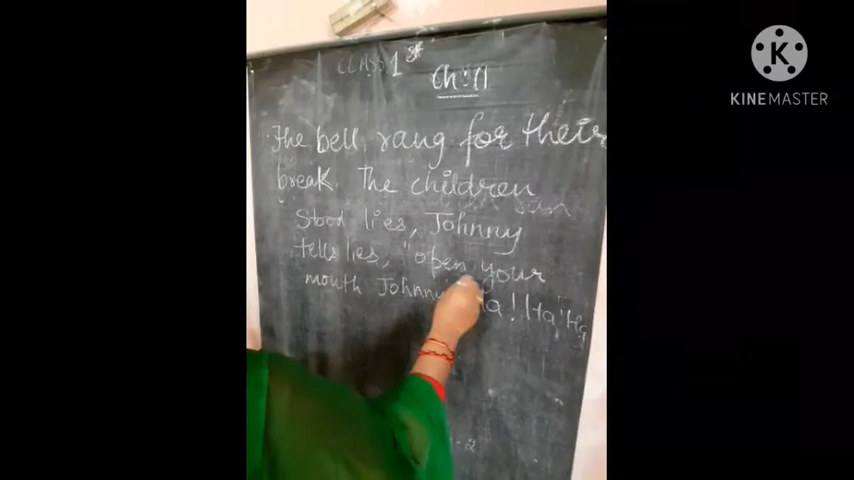 CLASS 1st
Ch:11
The bell rang for their
break. The children
Stood lies, Johnny
tells lies, "open your
mouth Johnny Ha! Ha! Ha
KINEMASTER